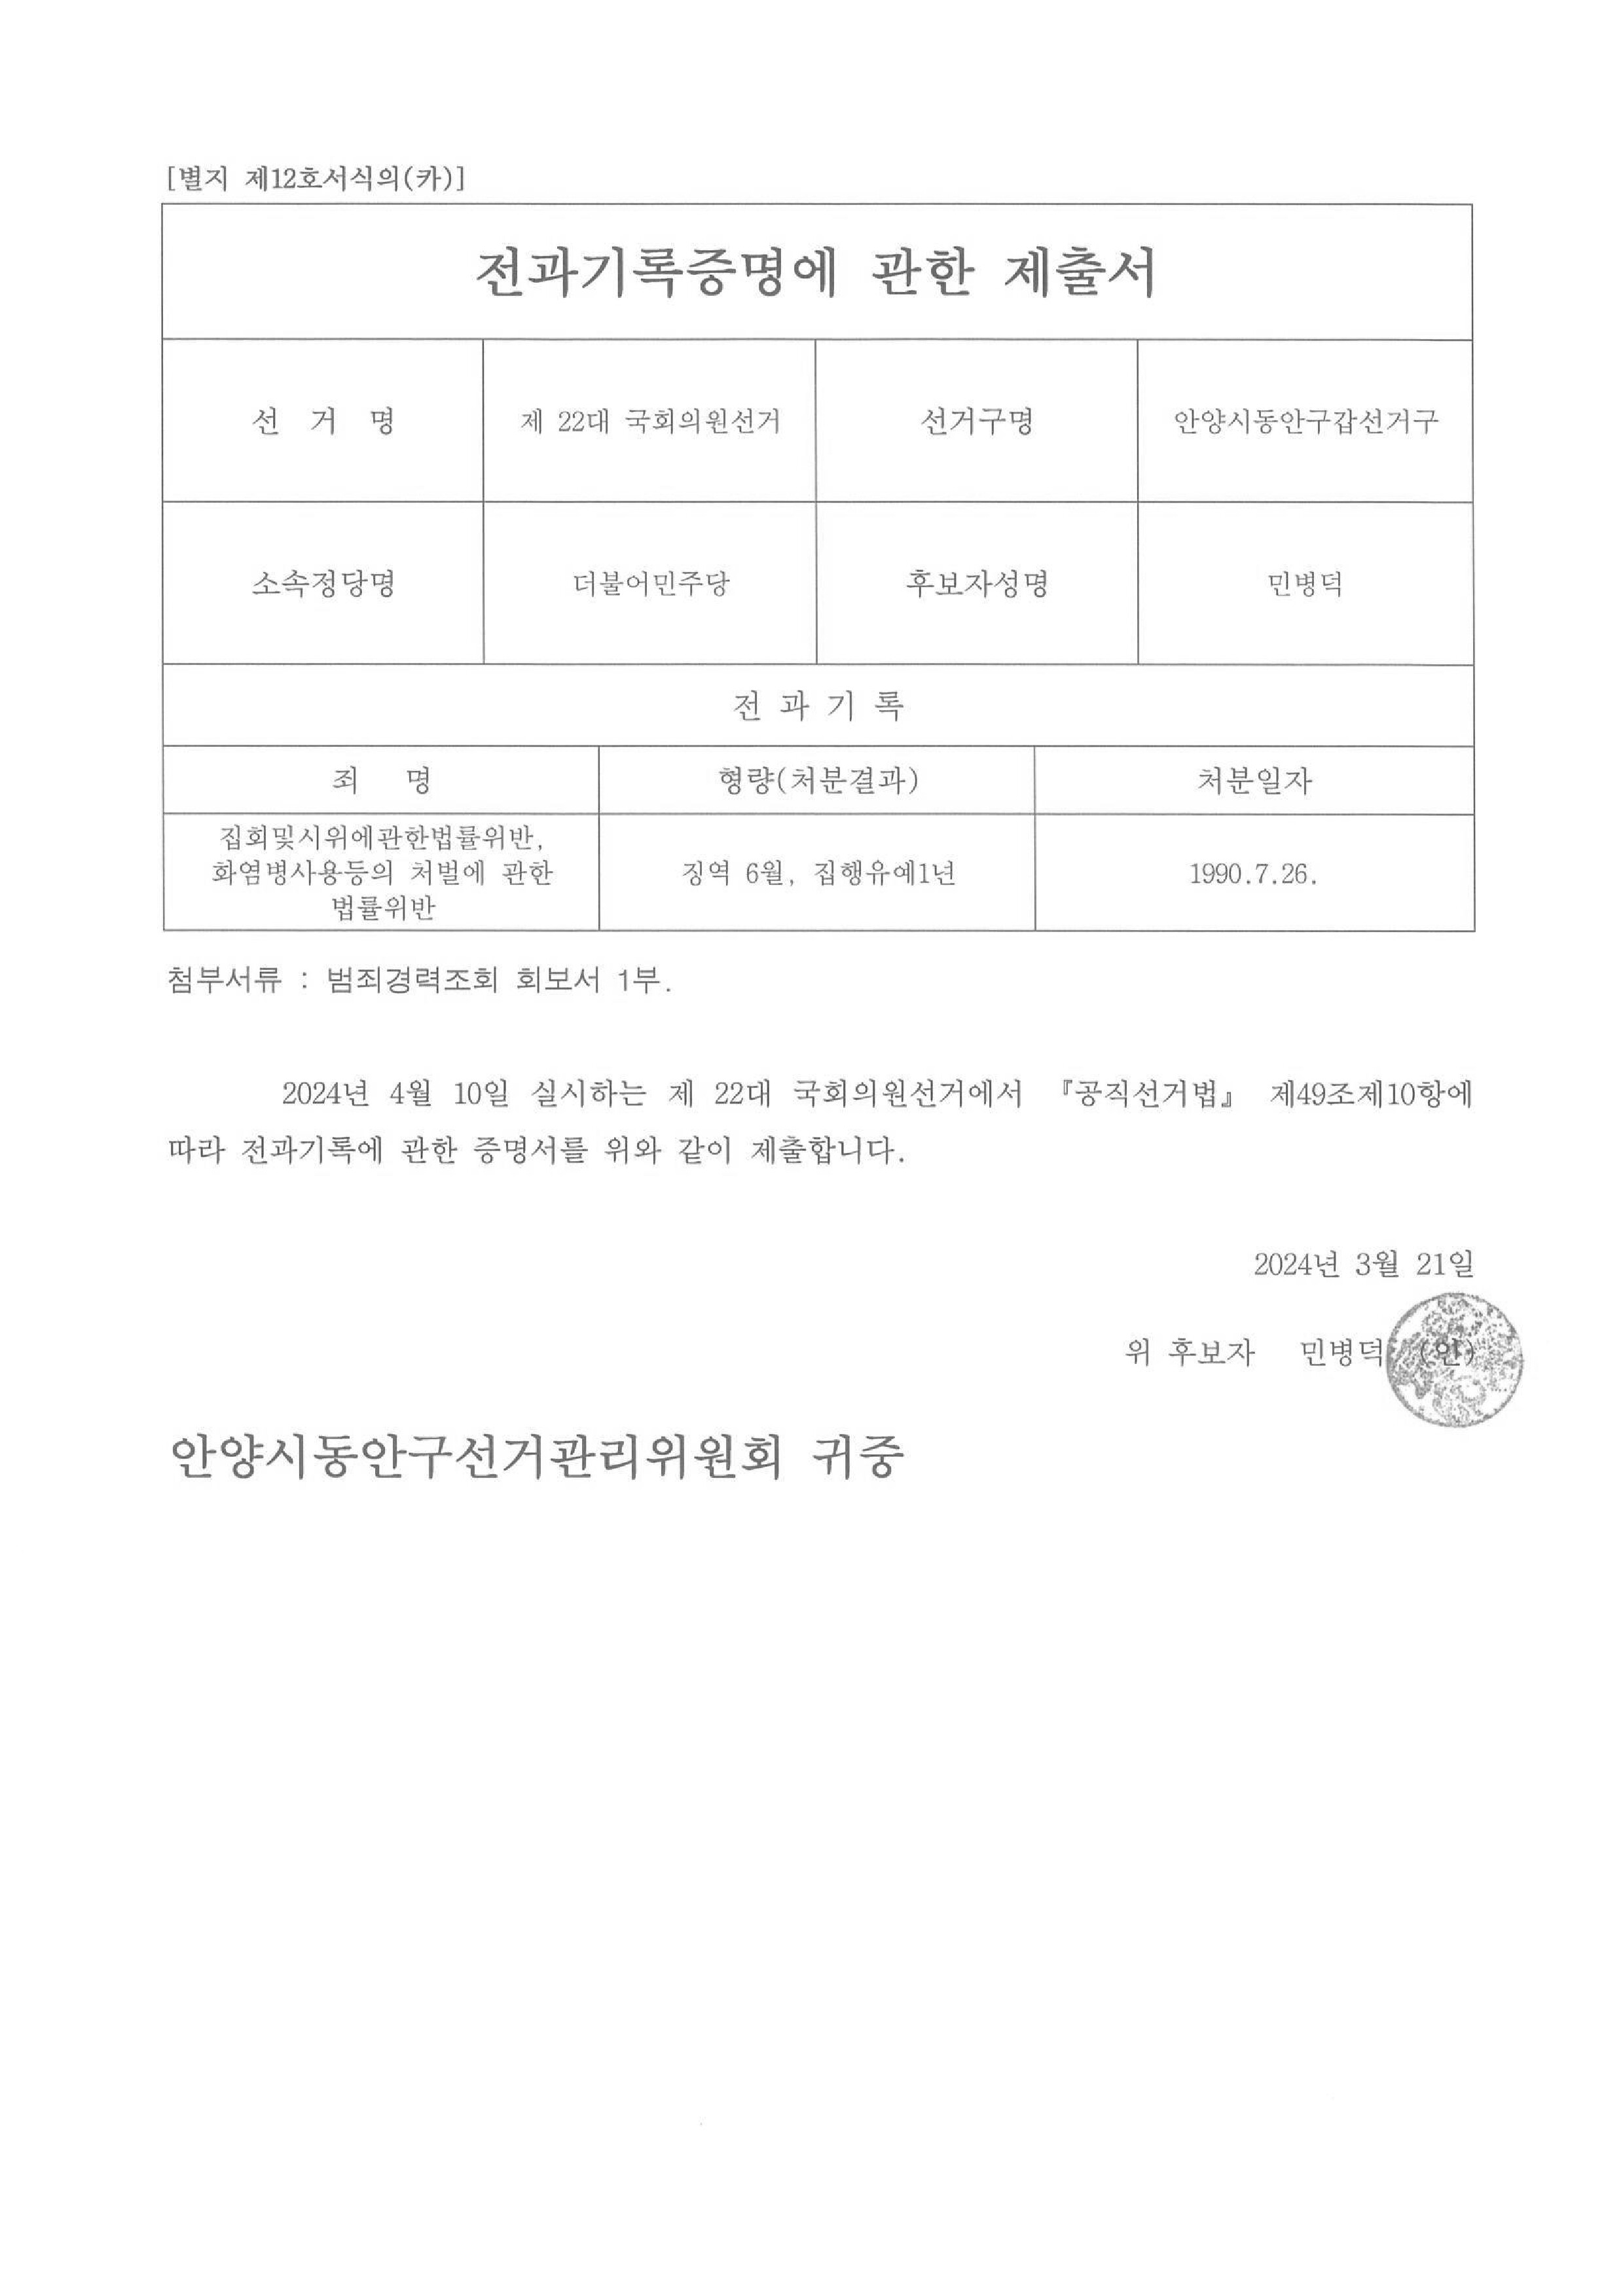 [별지 제12호서식의(카)]
전과기록증명에 관한 제출서
선 거 명 제 22대 국회의원선거 선거구명 안양시동안구갑선거구
소속정당명 더불어민주당 후보자성명 민병덕
전 과 기 록
죄 명 형량(처분결과) 처분일자
집회및시위에관한법률위반,
화염병사용등의 처벌에 관한
법률위반
징역 6월, 집행유예1년 1990.7.26.
첨부서류 : 범죄경력조회 회보서 1부.
2024년 4월 10일 실시하는 제 22대 국회의원선거에서 『공직선거법』 제49조제10항에
따라 전과기록에 관한 증명서를 위와 같이 제출합니다.
2024년 3월 21일
위 후보자 민병덕 (인)
안양시동안구선거관리위원회 귀중